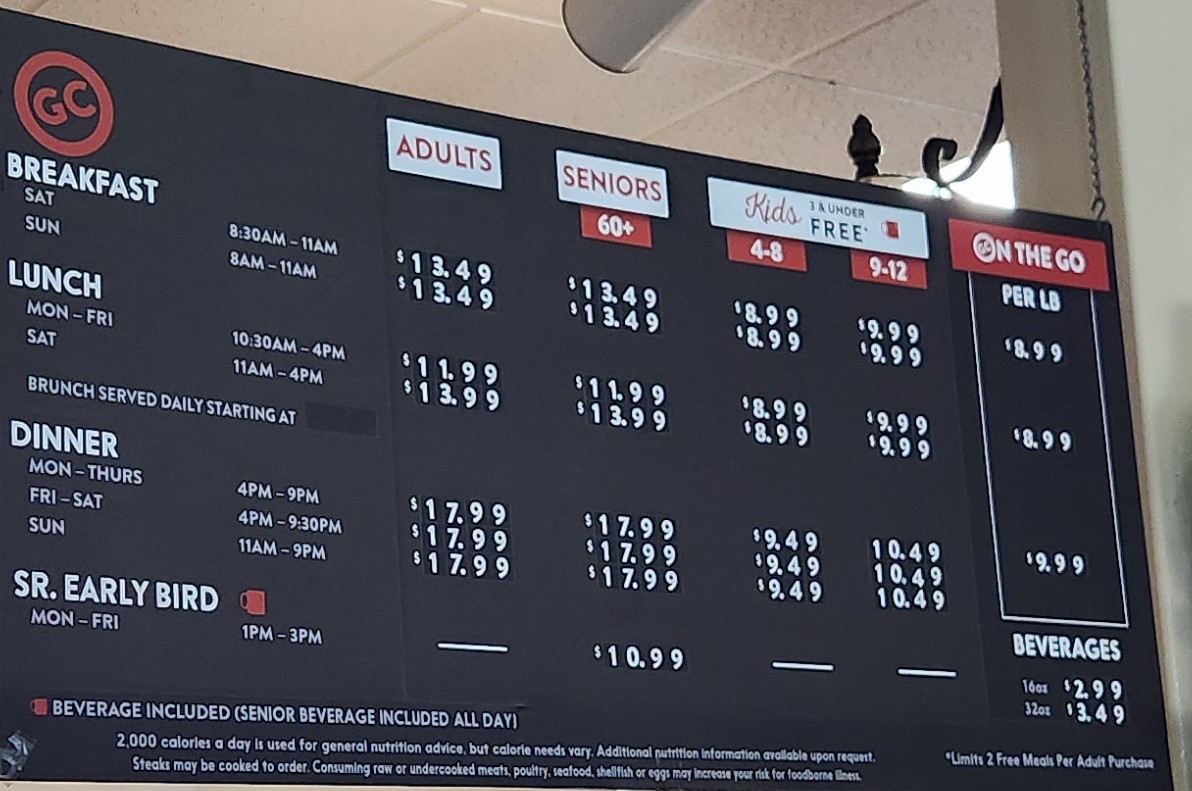 GC
ADULTS
SENIORS
60+
Kids 3 & UNDER FREE*
4-8
9-12
ON THE GO
PER LB
BREAKFAST
SAT 8:30AM – 11AM $13.49 $13.49 $8.99 $9.99 $8.99
SUN 8AM – 11AM $13.49 $13.49 $8.99 $9.99
LUNCH
MON – FRI 10:30AM – 4PM $11.99 $11.99 $8.99 $9.99 $8.99
SAT 11AM – 4PM $13.99 $13.99 $8.99 $9.99
BRUNCH SERVED DAILY STARTING AT
DINNER
MON – THURS 4PM – 9PM $17.99 $17.99 $9.49 10.49 $9.99
FRI – SAT 4PM – 9:30PM $17.99 $17.99 $9.49 10.49
SUN 11AM – 9PM $17.99 $17.99 $9.49 10.49
SR. EARLY BIRD
MON – FRI 1PM – 3PM $10.99
BEVERAGES
16oz $2.99
32oz $3.49
BEVERAGE INCLUDED (SENIOR BEVERAGE INCLUDED ALL DAY)
2,000 calories a day is used for general nutrition advice, but calorie needs vary. Additional nutrition information available upon request.
Steaks may be cooked to order. Consuming raw or undercooked meats, poultry, seafood, shellfish or eggs may increase your risk for foodborne illness.
*Limits 2 Free Meals Per Adult Purchase